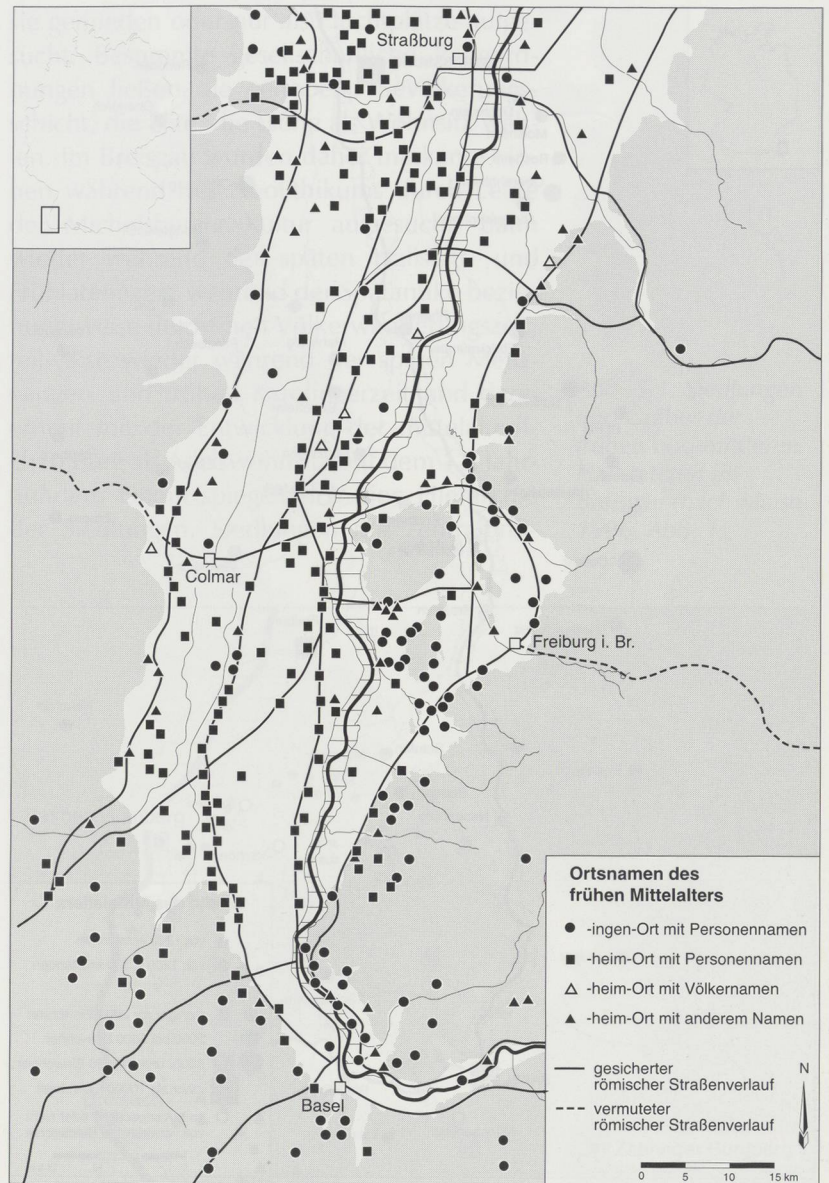 Straßburg
Colmar
Freiburg i. Br.
Basel
Ortsnamen des
frühen Mittelalters
-ingen-Ort mit Personennamen
-heim-Ort mit Personennamen
-heim-Ort mit Völkernamen
-heim-Ort mit anderem Namen
gesicherter
römischer Straßenverlauf
vermuteter
römischer Straßenverlauf
N
0 5 10 15 km